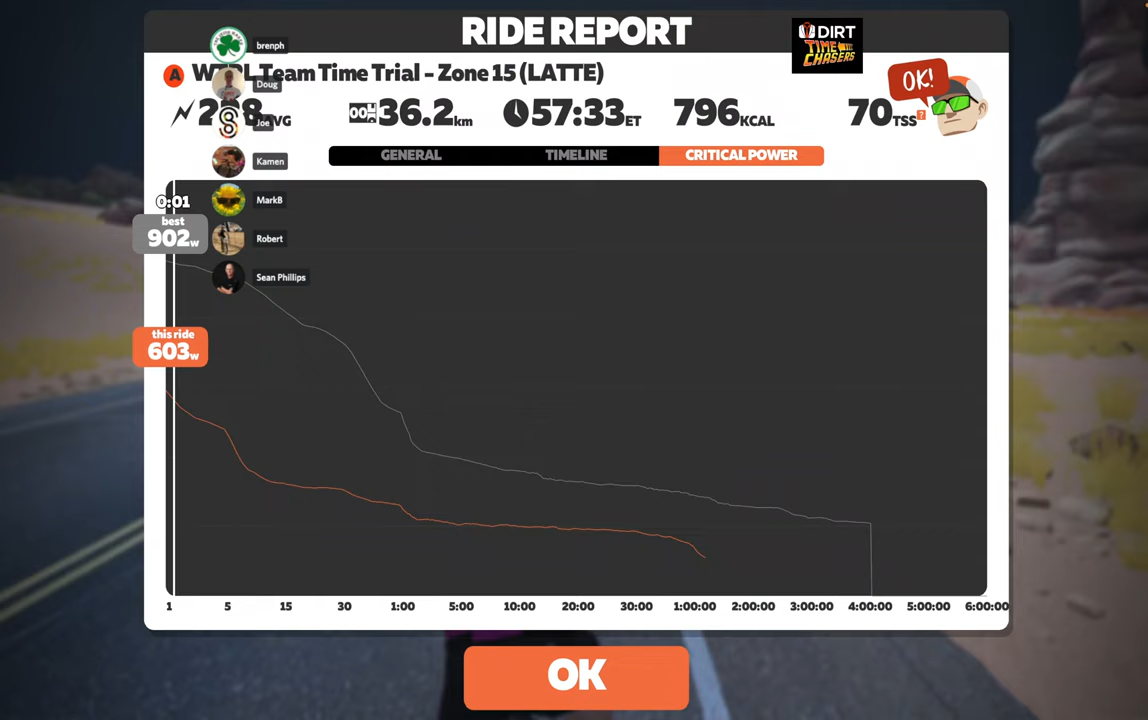 RIDE REPORT
DIRT
TIME
CHASERS
brenph
A
Team Time Trial - Zone 15 (LATTE)
OK!
Doug
AVG
36.2km
57:33ET
796KCAL
70TSS
?
Joe
GENERAL
TIMELINE
CRITICAL POWER
Kamen
0:01
MarkB
best
902w
Robert
Sean Phillips
this ride
603w
1
5
15
30
1:00
5:00
10:00
20:00
30:00
1:00:00
2:00:00
3:00:00
4:00:00
5:00:00
6:00:00
OK